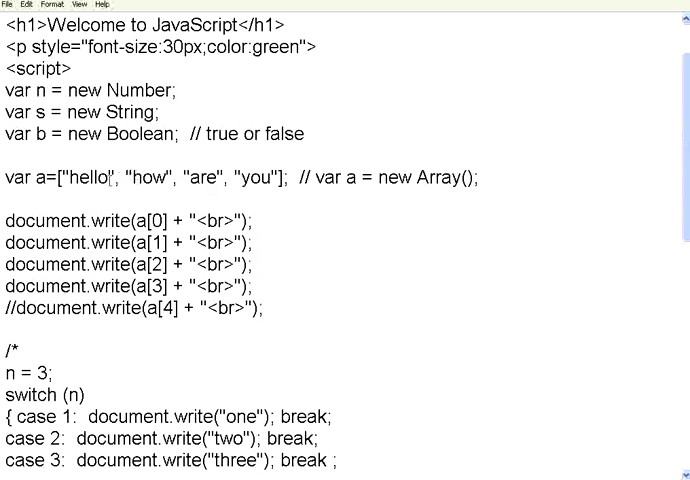 File Edit Format View Help
<h1>Welcome to JavaScript</h1>
<p style="font-size:30px;color:green">
<script>
var n = new Number;
var s = new String;
var b = new Boolean;  // true or false
var a=["hello", "how", "are", "you"];  // var a = new Array();
document.write(a[0] + "<br>");
document.write(a[1] + "<br>");
document.write(a[2] + "<br>");
document.write(a[3] + "<br>");
//document.write(a[4] + "<br>");
/*
n = 3;
switch (n)
{ case 1:  document.write("one"); break;
case 2:  document.write("two"); break;
case 3:  document.write("three"); break ;